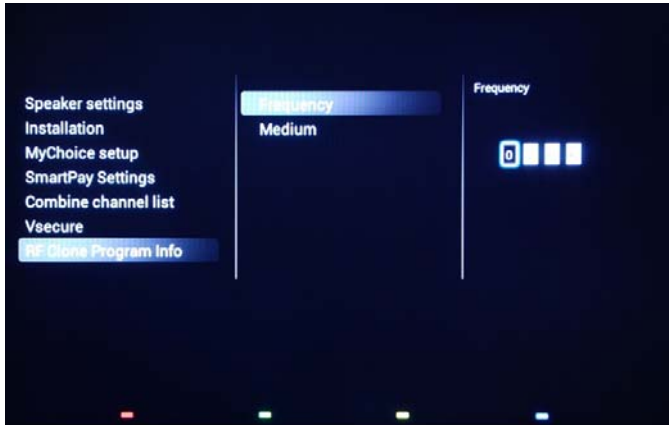 Speaker settings
Installation
MyChoice setup
SmartPay Settings
Combine channel list
Vsecure
RF Clone Program Info
Frequency
Medium
Frequency
0